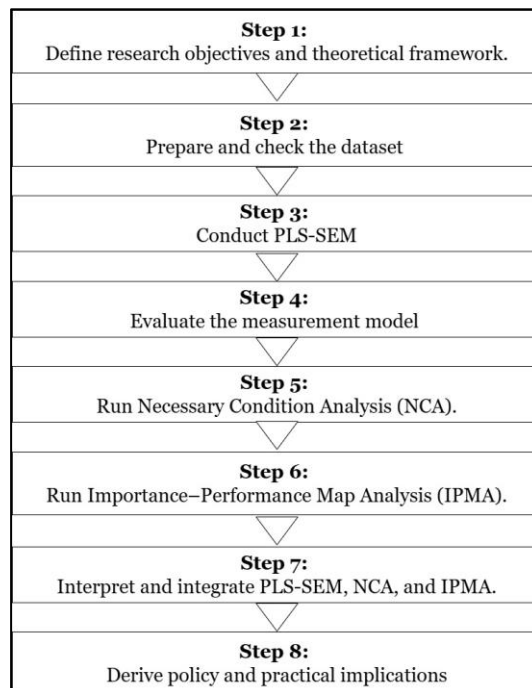 Step 1:
Define research objectives and theoretical framework.
Step 2:
Prepare and check the dataset
Step 3:
Conduct PLS-SEM
Step 4:
Evaluate the measurement model
Step 5:
Run Necessary Condition Analysis (NCA).
Step 6:
Run Importance–Performance Map Analysis (IPMA).
Step 7:
Interpret and integrate PLS-SEM, NCA, and IPMA.
Step 8:
Derive policy and practical implications